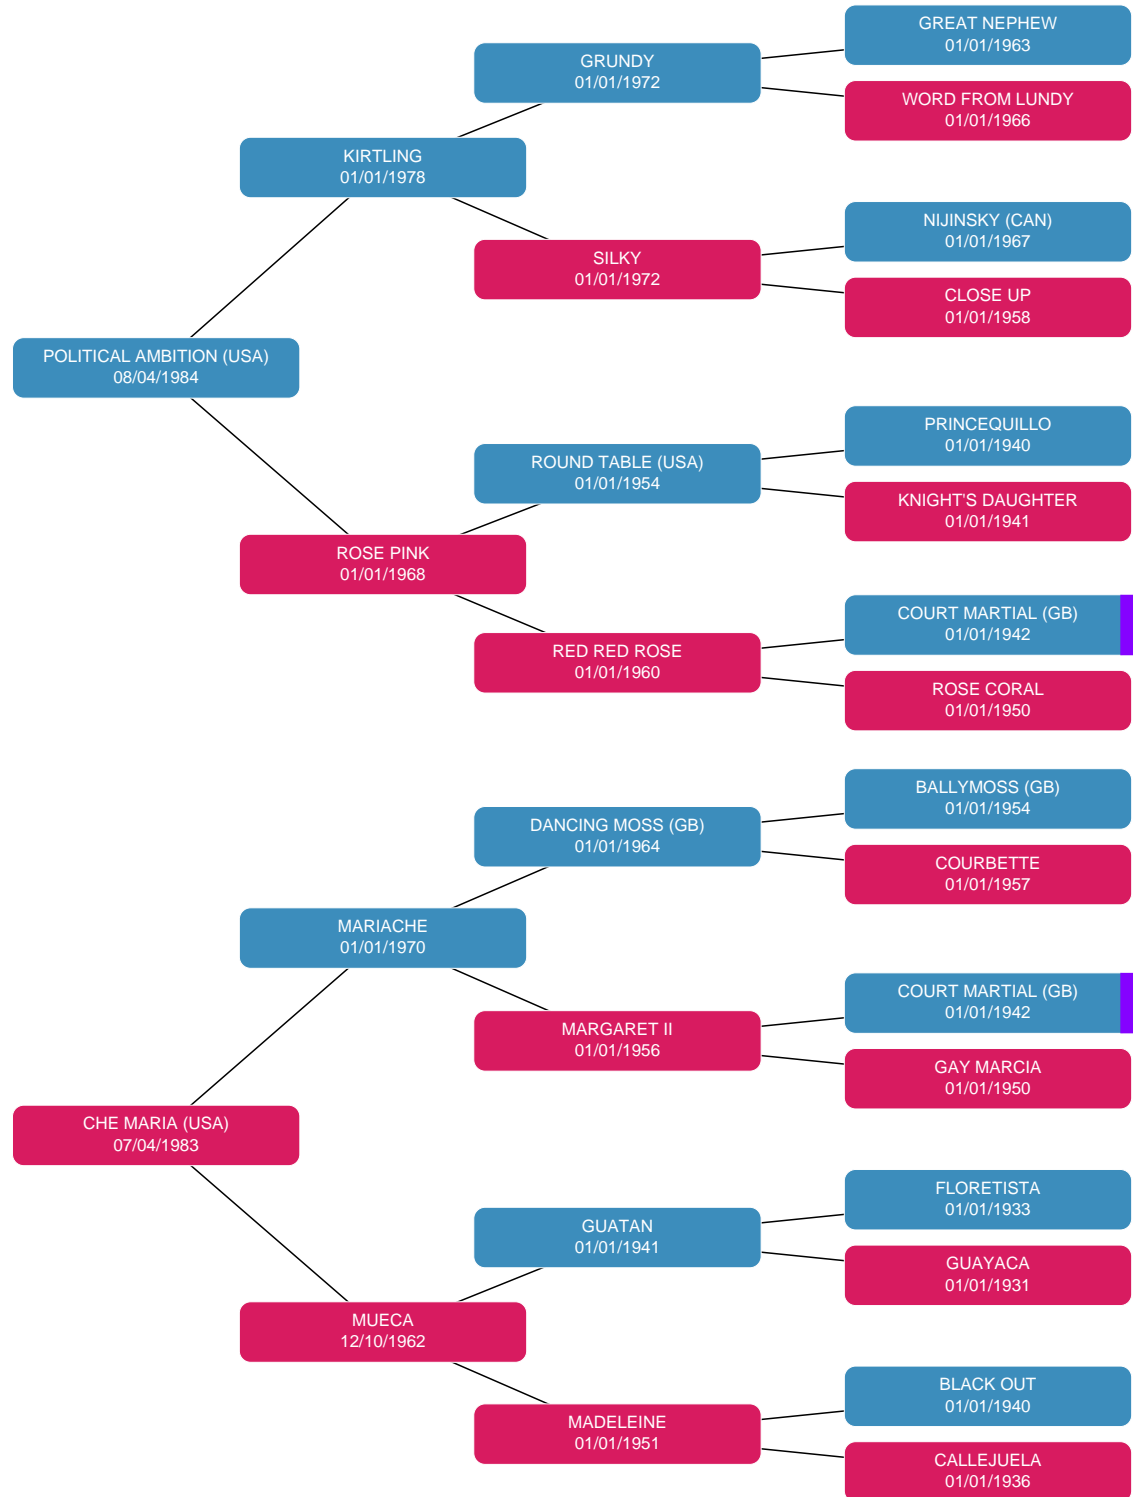 GREAT NEPHEW
01/01/1963
GRUNDY
01/01/1972
WORD FROM LUNDY
01/01/1966
KIRTLING
01/01/1978
NIJINSKY (CAN)
01/01/1967
SILKY
01/01/1972
CLOSE UP
01/01/1958
POLITICAL AMBITION (USA)
08/04/1984
PRINCEQUILLO
01/01/1940
ROUND TABLE (USA)
01/01/1954
KNIGHT'S DAUGHTER
01/01/1941
ROSE PINK
01/01/1968
COURT MARTIAL (GB)
01/01/1942
RED RED ROSE
01/01/1960
ROSE CORAL
01/01/1950
BALLYMOSS (GB)
01/01/1954
DANCING MOSS (GB)
01/01/1964
COURBETTE
01/01/1957
MARIACHE
01/01/1970
COURT MARTIAL (GB)
01/01/1942
MARGARET II
01/01/1956
GAY MARCIA
01/01/1950
CHE MARIA (USA)
07/04/1983
FLORETISTA
01/01/1933
GUATAN
01/01/1941
GUAYACA
01/01/1931
MUECA
12/10/1962
BLACK OUT
01/01/1940
MADELEINE
01/01/1951
CALLEJUELA
01/01/1936